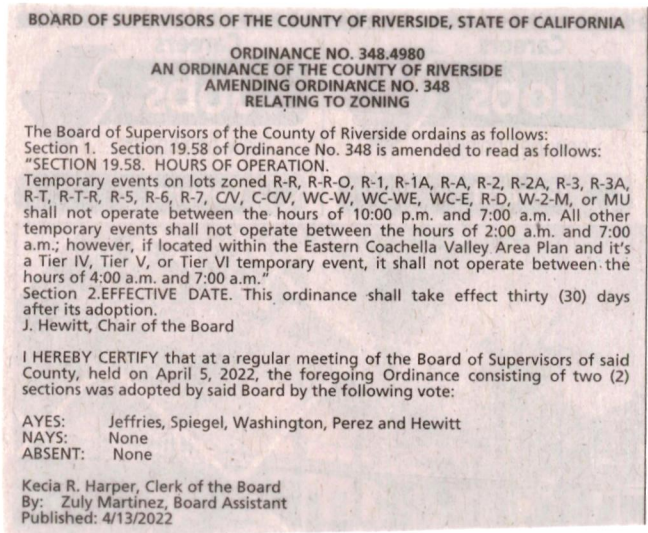 BOARD OF SUPERVISORS OF THE COUNTY OF RIVERSIDE, STATE OF CALIFORNIA
ORDINANCE NO. 348.4980
AN ORDINANCE OF THE COUNTY OF RIVERSIDE
AMENDING ORDINANCE NO. 348
RELATING TO ZONING
The Board of Supervisors of the County of Riverside ordains as follows:
Section 1. Section 19.58 of Ordinance No. 348 is amended to read as follows:
"SECTION 19.58. HOURS OF OPERATION.
Temporary events on lots zoned R-R, R-R-O, R-1, R-1A, R-A, R-2, R-2A, R-3, R-3A,
R-T, R-T-R, R-5, R-6, R-7, C/V, C-C/V, WC-W, WC-WE, WC-E, R-D, W-2-M, or MU
shall not operate between the hours of 10:00 p.m. and 7:00 a.m. All other
temporary events shall not operate between the hours of 2:00 a.m. and 7:00
a.m.; however, if located within the Eastern Coachella Valley Area Plan and it's
a Tier IV, Tier V, or Tier VI temporary event, it shall not operate between the
hours of 4:00 a.m. and 7:00 a.m."
Section 2.EFFECTIVE DATE. This ordinance shall take effect thirty (30) days
after its adoption.
J. Hewitt, Chair of the Board
I HEREBY CERTIFY that at a regular meeting of the Board of Supervisors of said
County, held on April 5, 2022, the foregoing Ordinance consisting of two (2)
sections was adopted by said Board by the following vote:
AYES: Jeffries, Spiegel, Washington, Perez and Hewitt
NAYS: None
ABSENT: None
Kecia R. Harper, Clerk of the Board
By: Zuly Martinez, Board Assistant
Published: 4/13/2022